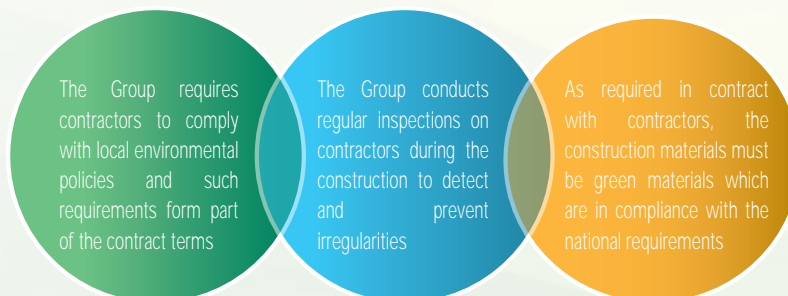 The Group requires
contractors to comply
with local environmental
policies and such
requirements form part
of the contract terms
The Group conducts
regular inspections on
contractors during the
construction to detect
and prevent
irregularities
As required in contract
with contractors, the
construction materials must
be green materials which
are in compliance with the
national requirements